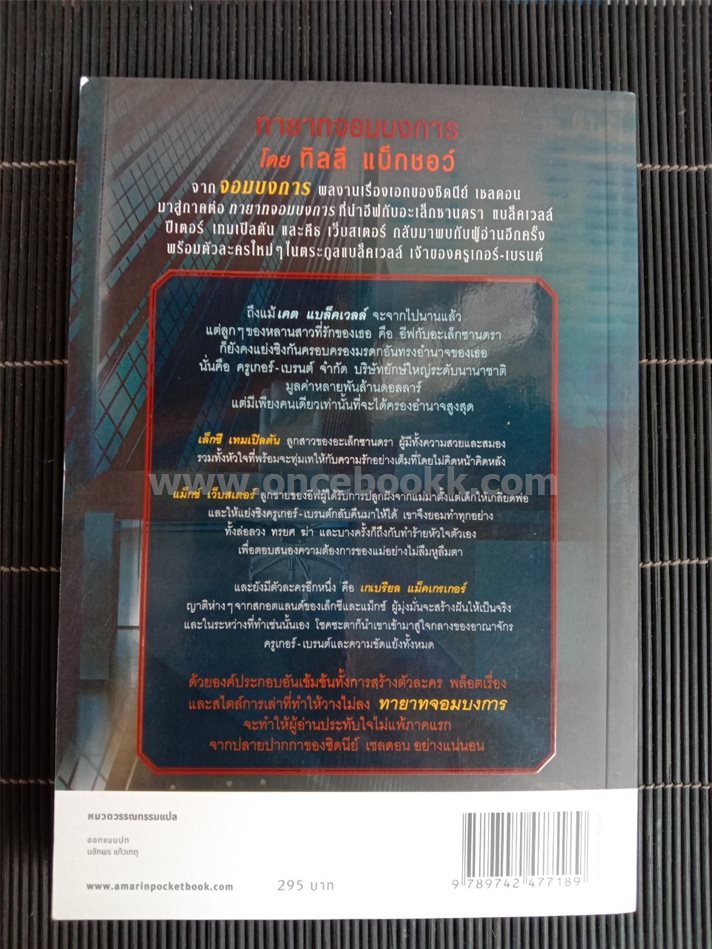 ทายาทจอมบงการ
โดย ทิลลี แบ็กชอว์
จาก จอมบงการ ผลงานเรื่องเอกของซิดนีย์ เชลดอน
มาสู่ภาคต่อ ทายาทจอมบงการ ที่นำอีฟกับอะเล็กซานดรา แบล็คเวลล์
ปีเตอร์ เทมเปิลตัน และคีธ เว็บสเตอร์ กลับมาพบกับผู้อ่านอีกครั้ง
พร้อมตัวละครใหม่ๆ ในตระกูลแบล็คเวลล์ เจ้าของครูเกอร์-เบรนต์
ถึงแม้ เคต แบล็คเวลล์ จะจากไปนานแล้ว
แต่ลูกๆ ของหลานสาวที่รักของเธอ คือ อีฟกับอะเล็กซานดรา
ก็ยังคงแย่งชิงกันครอบครองมรดกอันทรงอำนาจของเธอ
นั่นคือ ครูเกอร์-เบรนต์ จำกัด บริษัทยักษ์ใหญ่ระดับนานาชาติ
มูลค่าหลายพันล้านดอลลาร์
แต่มีเพียงคนเดียวเท่านั้นที่จะได้ครองอำนาจสูงสุด
เล็กซี เทมเปิลตัน ลูกสาวของอะเล็กซานดรา ผู้มีทั้งความสวยและสมอง
รวมทั้งหัวใจที่พร้อมจะทุ่มเทให้กับความรักอย่างเต็มที่โดยไม่คิดหน้าคิดหลัง
www.oncebookk.com
แม็กซ์ เว็บสเตอร์ ลูกชายของอีฟผู้ได้รับการปลูกฝังจากแม่มาตั้งแต่เด็กให้เกลียดพ่อ
และให้แย่งชิงครูเกอร์-เบรนต์กลับคืนมาให้ได้ เขาจึงยอมทำทุกอย่าง
ทั้งล่อลวง ทรยศ ฆ่า และบางครั้งก็ถึงกับทำร้ายหัวใจตัวเอง
เพื่อตอบสนองความต้องการของแม่อย่างไม่ลืมหูลืมตา
และยังมีตัวละครอีกหนึ่ง คือ เกเบรียล แม็คเกรเกอร์
ญาติห่างๆ จากสกอตแลนด์ของเล็กซีและแม็กซ์ ผู้มุ่งมั่นจะสร้างฝันให้เป็นจริง
และในระหว่างที่ทำเช่นนั้นเอง โชคชะตาก็นำเขาเข้ามาสู่ใจกลางของอาณาจักร
ครูเกอร์-เบรนต์และความขัดแย้งทั้งหมด
ด้วยองค์ประกอบอันเข้มข้นทั้งการสร้างตัวละคร พล็อตเรื่อง
และสไตล์การเล่าที่ทำให้วางไม่ลง ทายาทจอมบงการ
จะทำให้ผู้อ่านประทับใจไม่แพ้ภาคแรก
จากปลายปากกาของซิดนีย์ เชลดอน อย่างแน่นอน
หมวดวรรณกรรมแปล
ออกแบบปก
นลัทพร แก้วเกตุ
www.amarinpocketbook.com
295 บาท
9 789742 477189